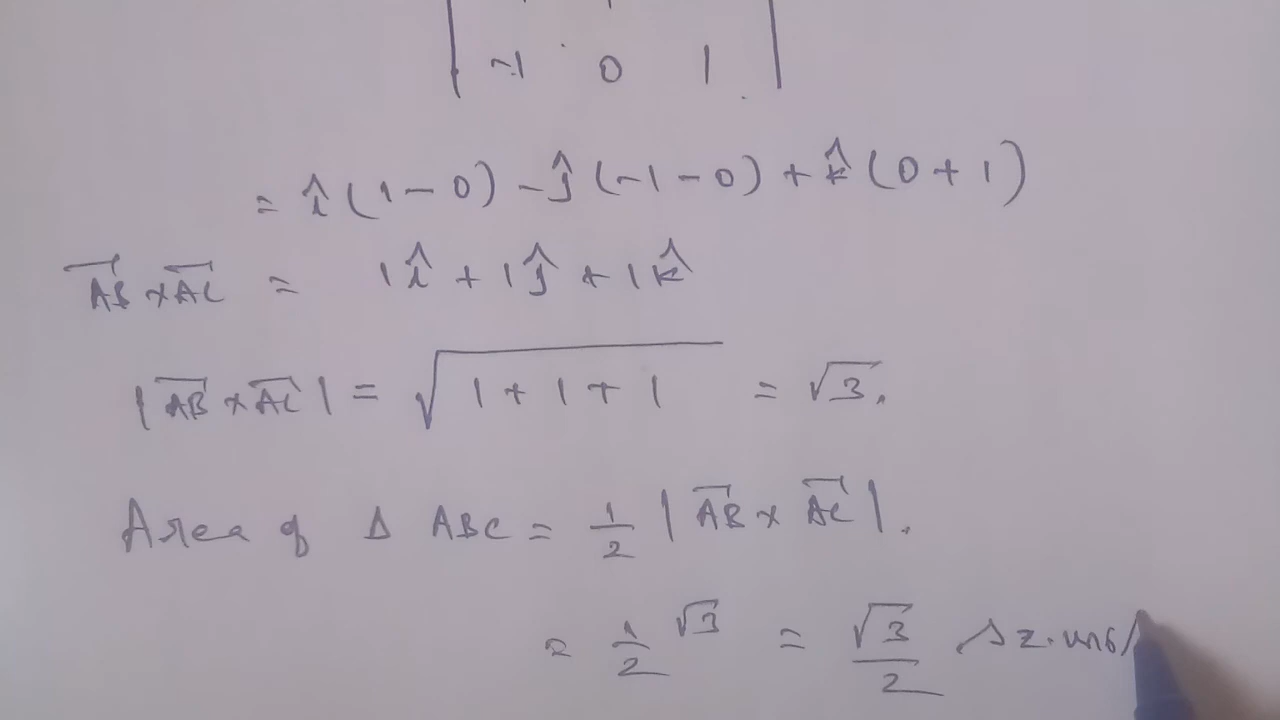 -1 0 1
= î(1-0) - ĵ(-1-0) + k̂(0+1)
AB × AC = 1î + 1ĵ + 1k̂
|AB × AC| = √1+1+1 = √3.
Area of Δ ABC = 1/2 |AB × AC|.
= 1/2 √3 = √3/2